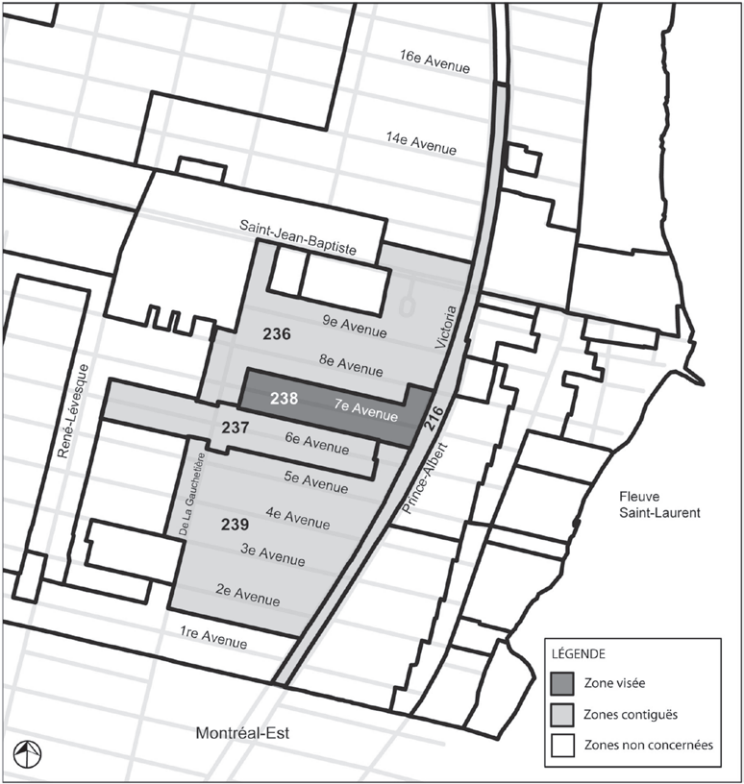 16e Avenue
14e Avenue
Saint-Jean-Baptiste
9e Avenue
Victoria
236
8e Avenue
238
7e Avenue
René-Lévesque
237
216
6e Avenue
Prince-Albert
5e Avenue
De La Gauchetière
4e Avenue
239
3e Avenue
Fleuve
Saint-Laurent
2e Avenue
1re Avenue
Montréal-Est
LÉGENDE
Zone visée
Zones contiguës
Zones non concernées